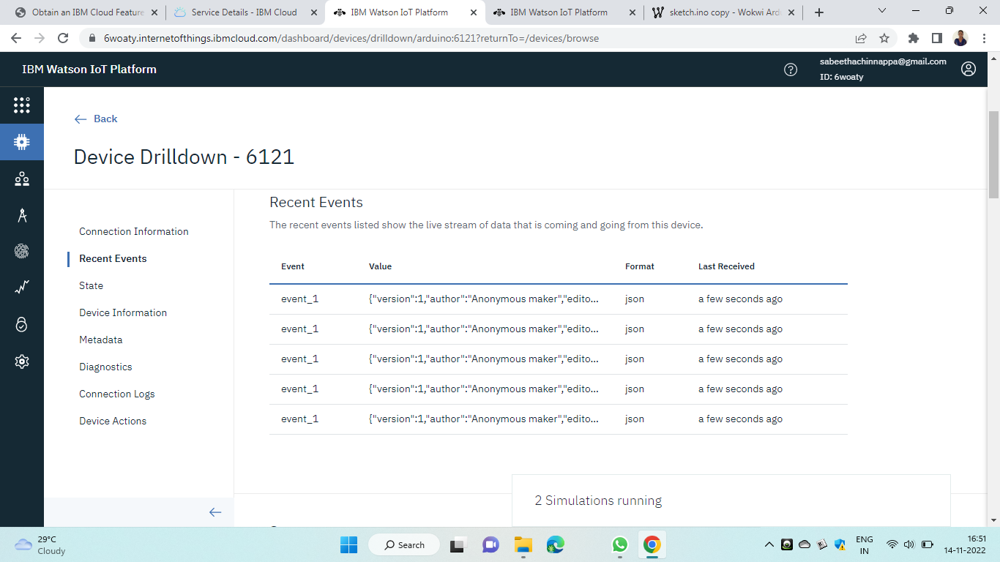 Obtain an IBM Cloud Feature
Service Details - IBM Cloud
IBM Watson IoT Platform
IBM Watson IoT Platform
sketch.ino copy - Wokwi Ard
6woaty.internetofthings.ibmcloud.com/dashboard/devices/drilldown/arduino:6121?returnTo=/devices/browse
IBM Watson IoT Platform
sabeethachinnappa@gmail.com
ID: 6woaty
Back
Device Drilldown - 6121
Connection Information
Recent Events
State
Device Information
Metadata
Diagnostics
Connection Logs
Device Actions
Recent Events
The recent events listed show the live stream of data that is coming and going from this device.
Event Value Format Last Received
event_1 {"version":1,"author":"Anonymous maker","edito... json a few seconds ago
event_1 {"version":1,"author":"Anonymous maker","edito... json a few seconds ago
event_1 {"version":1,"author":"Anonymous maker","edito... json a few seconds ago
event_1 {"version":1,"author":"Anonymous maker","edito... json a few seconds ago
event_1 {"version":1,"author":"Anonymous maker","edito... json a few seconds ago
2 Simulations running
29°C
Cloudy
Search
ENG
IN
16:51
14-11-2022